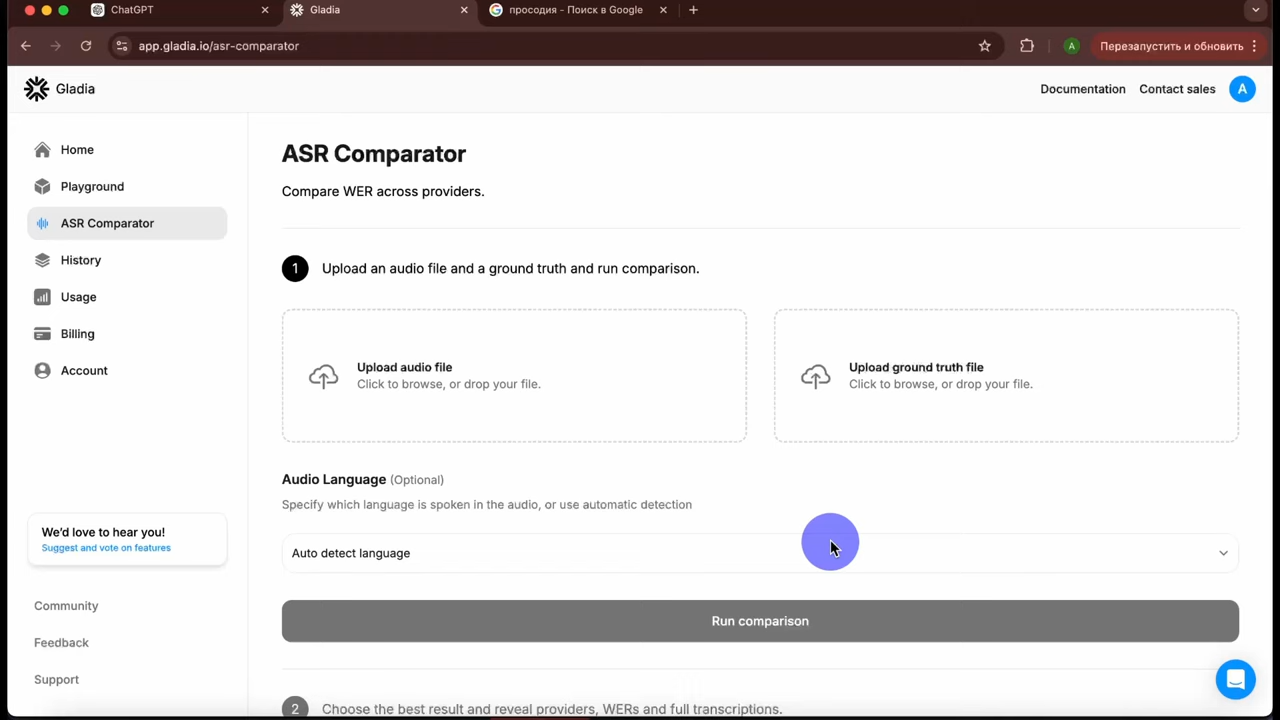 ChatGPT
Gladia
просодия - Поиск в Google
app.gladia.io/asr-comparator
A
Перезапустить и обновить
Gladia
Documentation
Contact sales
A
Home
Playground
ASR Comparator
History
Usage
Billing
Account
We'd love to hear you!
Suggest and vote on features
Community
Feedback
Support
ASR Comparator
Compare WER across providers.
1 Upload an audio file and a ground truth and run comparison.
Upload audio file
Click to browse, or drop your file.
Upload ground truth file
Click to browse, or drop your file.
Audio Language (Optional)
Specify which language is spoken in the audio, or use automatic detection
Auto detect language
Run comparison
2 Choose the best result and reveal providers, WERs and full transcriptions.